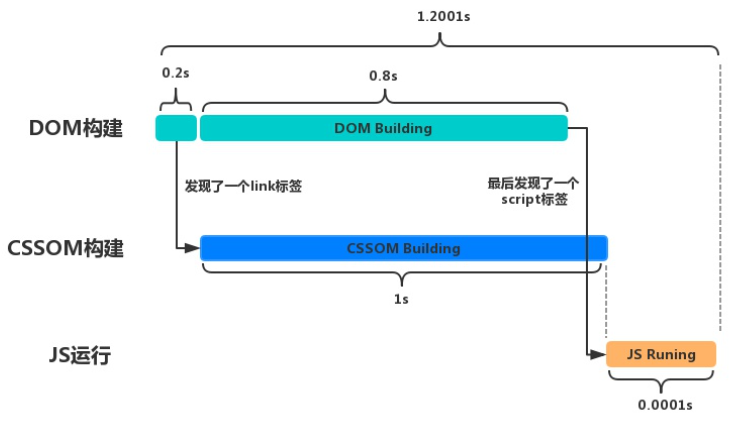 1.2001s
0.2s
0.8s
DOM构建
DOM Building
发现了一个link标签
最后发现了一个
script标签
CSSOM构建
CSSOM Building
1s
JS运行
JS Runing
0.0001s